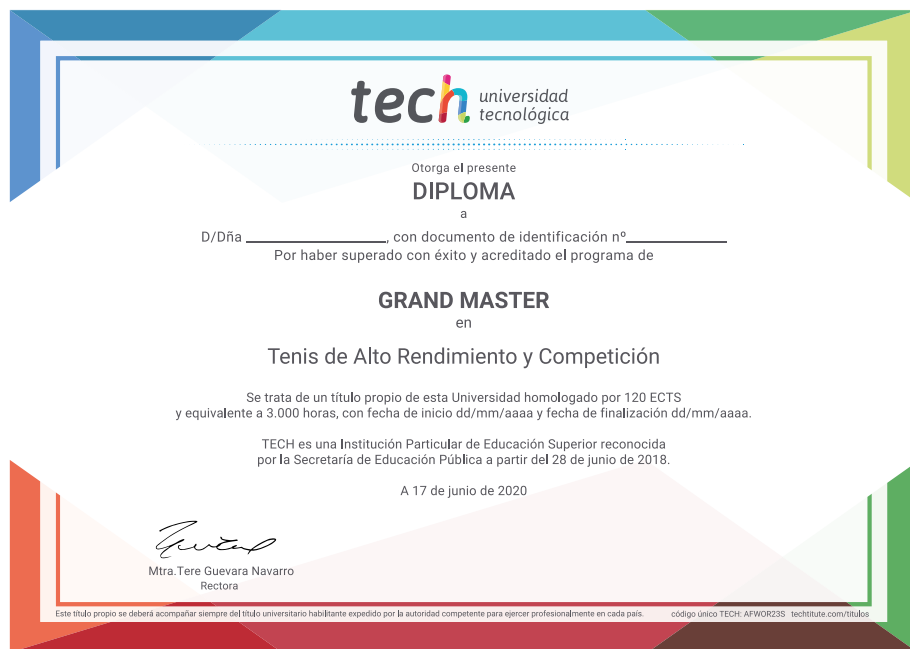 tech universidad
tecnológica
Otorga el presente
DIPLOMA
a
D/Dña ________________, con documento de identificación nº____________
Por haber superado con éxito y acreditado el programa de
GRAND MASTER
en
Tenis de Alto Rendimiento y Competición
Se trata de un título propio de esta Universidad homologado por 120 ECTS
y equivalente a 3.000 horas, con fecha de inicio dd/mm/aaaa y fecha de finalización dd/mm/aaaa.
TECH es una Institución Particular de Educación Superior reconocida
por la Secretaría de Educación Pública a partir del 28 de junio de 2018.
A 17 de junio de 2020
Mtra.Tere Guevara Navarro
Rectora
Este título propio se deberá acompañar siempre del título universitario habilitante expedido por la autoridad competente para ejercer profesionalmente en cada país. código único TECH: AFWOR23S techtitute.com/titulos